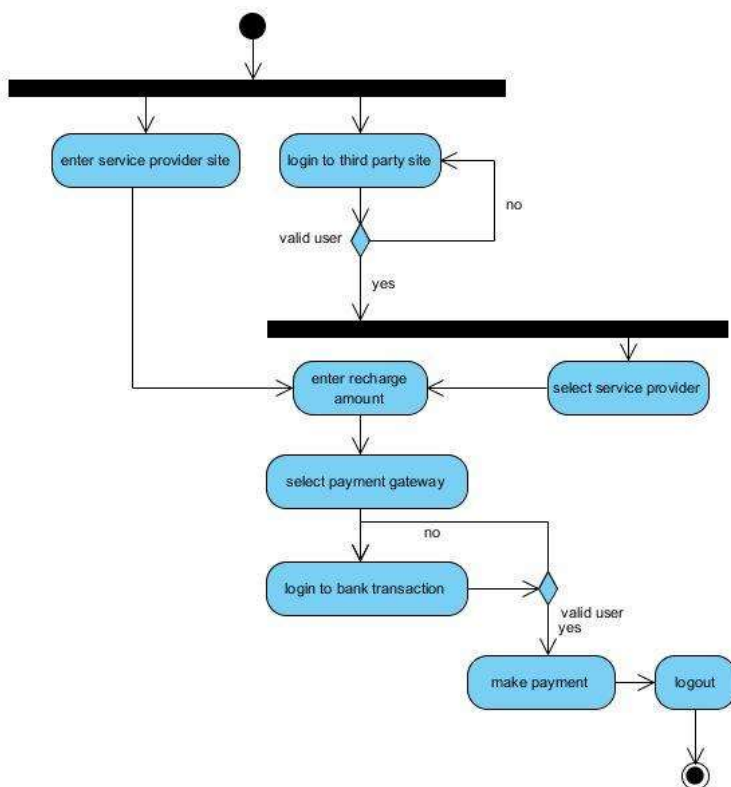 enter service provider site
login to third party site
no
valid user
yes
enter recharge
amount
select service provider
select payment gateway
no
login to bank transaction
valid user
yes
make payment
logout